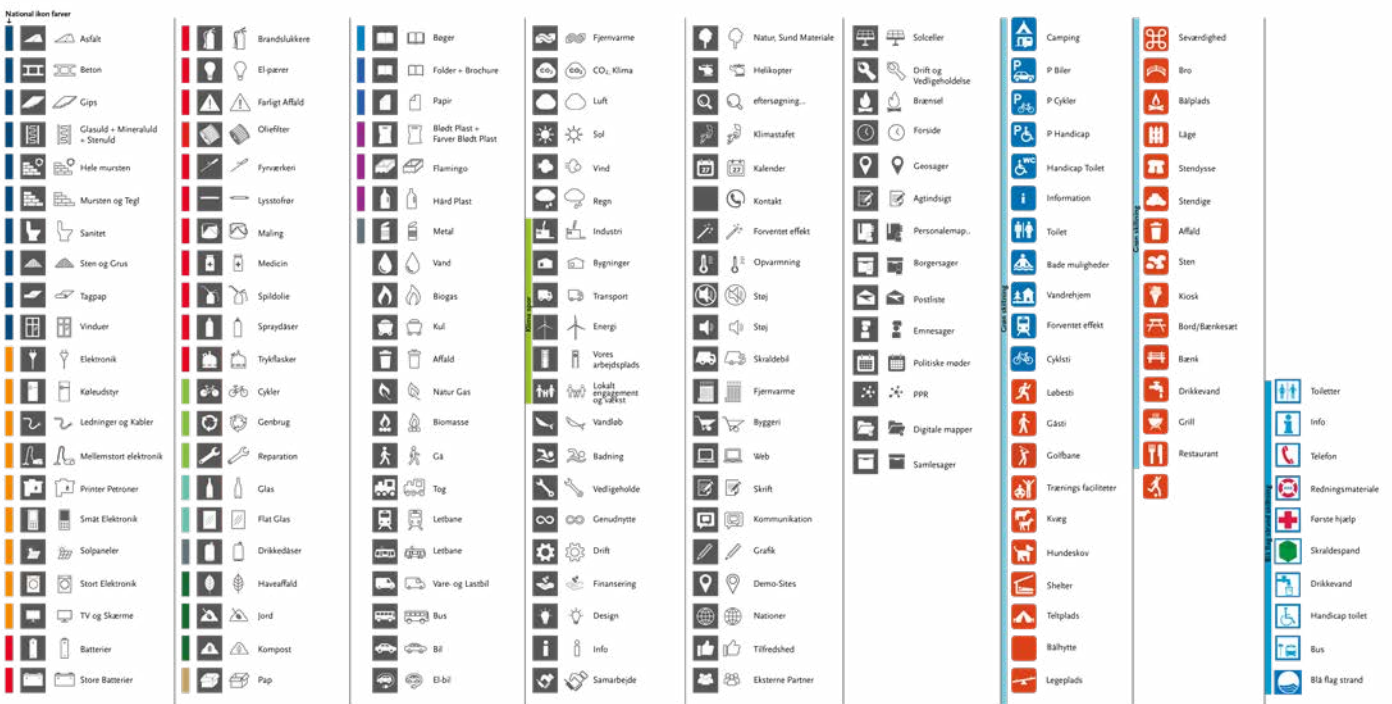 National ikon farver
Asfalt
Beton
Gips
Glasuld + Mineraluld
+ Stenuld
Hele mursten
Mursten og Tegl
Sanitet
Sten og Grus
Tagpap
Vinduer
Elektronik
Køleudstyr
Ledninger og Kabler
Mellemstort elektronik
Printer Petroner
Småt Elektronik
Solpaneler
Stort Elektronik
TV og Skærme
Batterier
Store Batterier
Brandslukkere
El-pærer
Farligt Affald
Oliefilter
Fyrværkeri
Lysstofrør
Maling
Medicin
Spildolie
Spraydåser
Trykflasker
Cykler
Genbrug
Reparation
Glas
Flat Glas
Drikkedåser
Haveaffald
Jord
Kompost
Pap
Bøger
Folder + Brochure
Papir
Blødt Plast +
Farver Blødt Plast
Flamingo
Hård Plast
Metal
Vand
Biogas
Kul
Affald
Natur Gas
Biomasse
Gå
Tog
Letbane
Letbane
Vare- og Lastbil
Bus
Bil
El-bil
Klima spor
Fjernvarme
CO₂, Klima
Luft
Sol
Vind
Regn
Industri
Bygninger
Transport
Energi
Vores
arbejdsplads
Lokalt
engagement
og vækst
Vandløb
Badning
Vedligeholde
Genudnytte
Drift
Finansering
Design
Info
Samarbejde
Natur, Sund Materiale
Helikopter
eftersøgning...
Klimastafet
Kalender
Kontakt
Forventet effekt
Opvarmning
Støj
Støj
Skraldebil
Fjernvarme
Byggeri
Web
Skrift
Kommunikation
Grafik
Demo-Sites
Nationer
Tilfredshed
Eksterne Partner
Solceller
Drift og
Vedligeholdelse
Brænsel
Forside
Geosager
Agtindsigt
Personalemap..
Borgersager
Postliste
Emnesager
Politiske møder
PPR
Digitale mapper
Samlesager
Grøn skiltning
Camping
P Biler
P Cykler
P Handicap
Handicap Toilet
Information
Toilet
Bade muligheder
Vandrehjem
Forventet effekt
Cyklsti
Løbesti
Gåsti
Golfbane
Trænings faciliteter
Kvæg
Hundeskov
Shelter
Teltplads
Bålhytte
Legeplads
Grøn skiltning
Seværdighed
Bro
Bålplads
Låge
Stendysse
Stendige
Affald
Sten
Kiosk
Bord/Bænkesæt
Bænk
Drikkevand
Grill
Restaurant
Blå flag strand skiltning
Toiletter
Info
Telefon
Redningsmateriale
Første hjælp
Skraldespand
Drikkevand
Handicap toilet
Bus
Blå flag strand